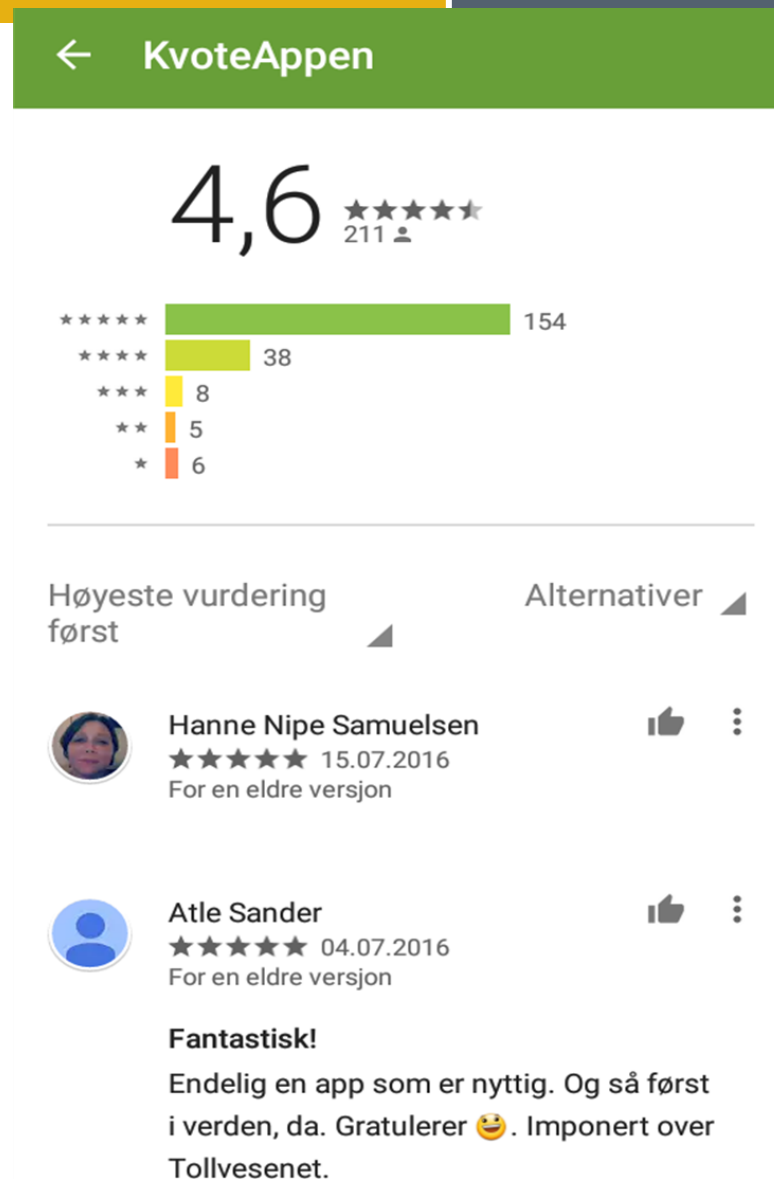 KvoteAppen
4,6
211
154
38
8
5
6
Høyeste vurdering
først
Alternativer
Hanne Nipe Samuelsen
15.07.2016
For en eldre versjon
Atle Sander
04.07.2016
For en eldre versjon
Fantastisk!
Endelig en app som er nyttig. Og så først
i verden, da. Gratulerer 😃. Imponert over
Tollvesenet.